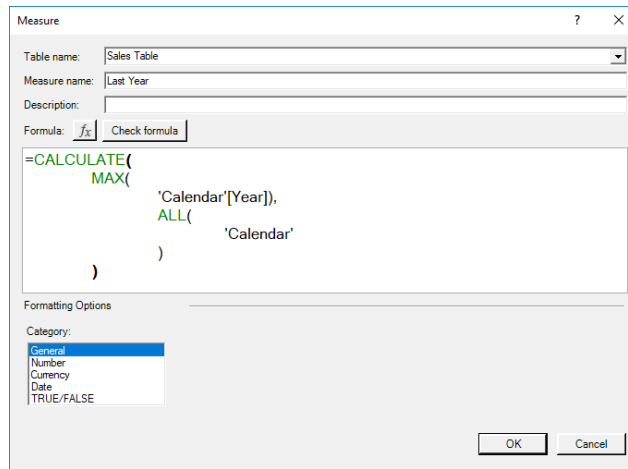 Measure ? ×
Table name: Sales Table
Measure name: Last Year
Description:
Formula: fx Check formula
=CALCULATE(
MAX(
'Calendar'[Year]),
ALL(
'Calendar'
)
)
Formatting Options
Category:
General
Number
Currency
Date
TRUE/FALSE
OK Cancel